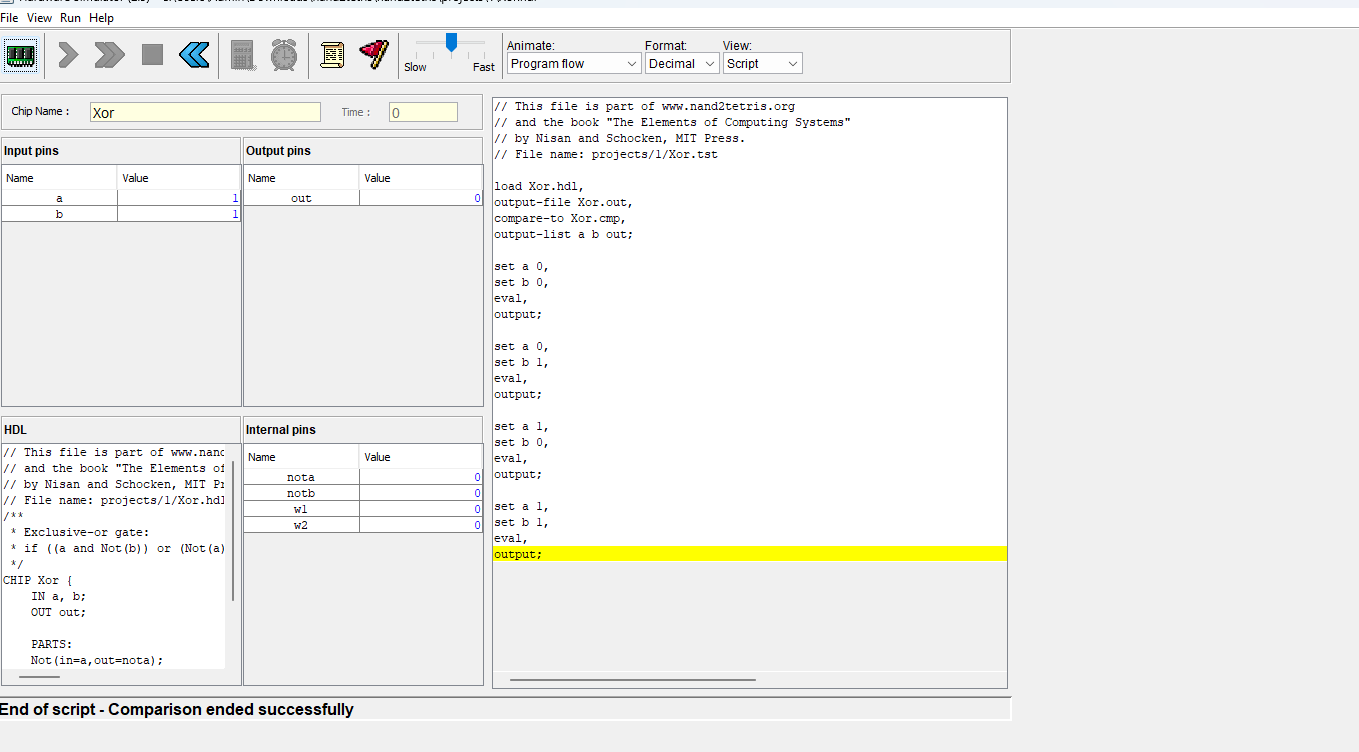 File View Run Help
Slow
Fast
Animate:
Format:
View:
Program flow
Decimal
Script
Chip Name :
Xor
Time :
0
Input pins
Name
Value
a
1
b
1
Output pins
Name
Value
out
0
HDL
// This file is part of www.nand
// and the book "The Elements of
// by Nisan and Schocken, MIT Pr
// File name: projects/1/Xor.hdl
/**
* Exclusive-or gate:
* if ((a and Not(b)) or (Not(a)
*/
CHIP Xor {
IN a, b;
OUT out;
PARTS:
Not(in=a,out=nota);
Internal pins
Name
Value
nota
0
notb
0
w1
0
w2
0
// This file is part of www.nand2tetris.org
// and the book "The Elements of Computing Systems"
// by Nisan and Schocken, MIT Press.
// File name: projects/1/Xor.tst
load Xor.hdl,
output-file Xor.out,
compare-to Xor.cmp,
output-list a b out;
set a 0,
set b 0,
eval,
output;
set a 0,
set b 1,
eval,
output;
set a 1,
set b 0,
eval,
output;
set a 1,
set b 1,
eval,
output;
End of script - Comparison ended successfully